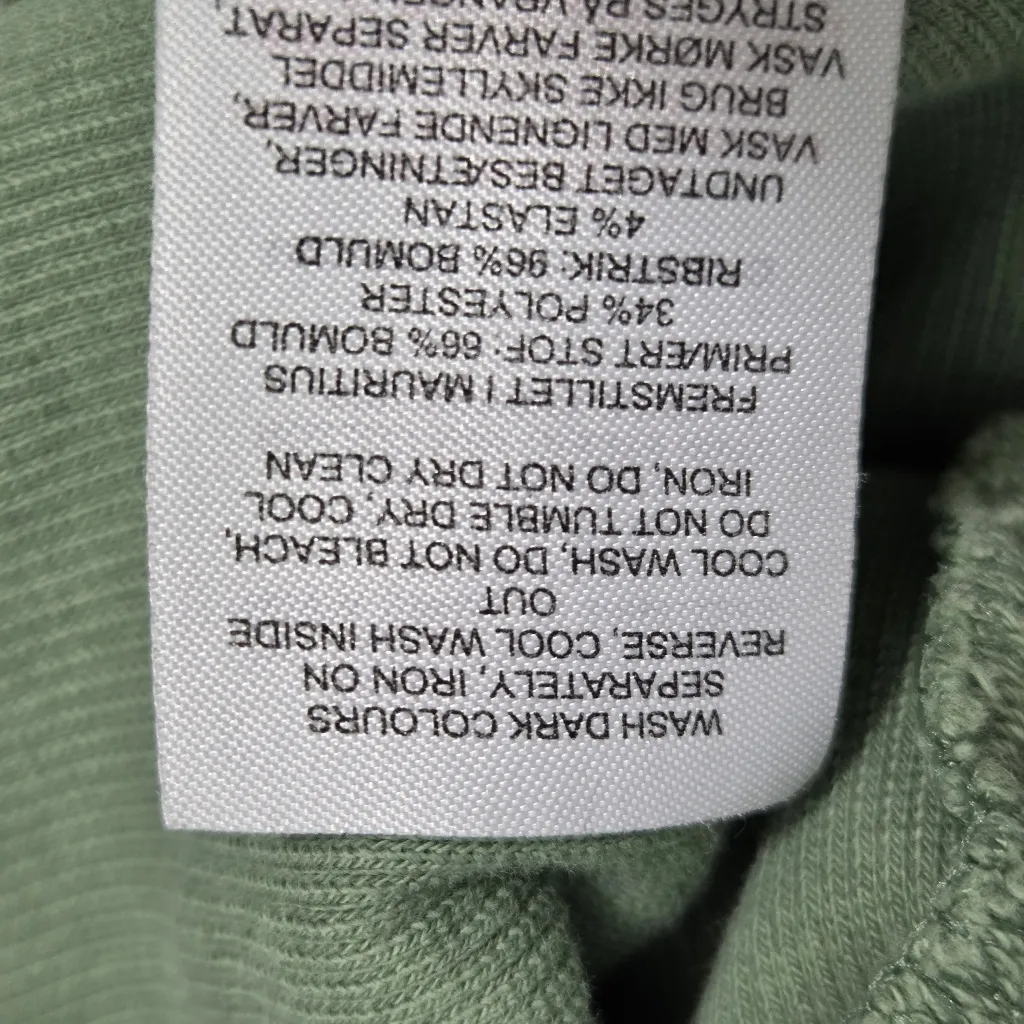 WASH DARK COLOURS
SEPARATELY, IRON ON
REVERSE, COOL WASH INSIDE
OUT
COOL WASH, DO NOT BLEACH,
DO NOT TUMBLE DRY, COOL
IRON, DO NOT DRY CLEAN
FREMSTILLET I MAURITIUS
PRIMÆRT STOF: 66% BOMULD
34% POLYESTER
RIBSTRIK: 96% BOMULD
4% ELASTAN
UNDTAGET BESÆTNINGER,
VASK MED LIGNENDE FARVER,
BRUG IKKE SKYLLEMIDDEL
VASK MØRKE FARVER SEPARAT
STRYGES PÅ VRANGEN